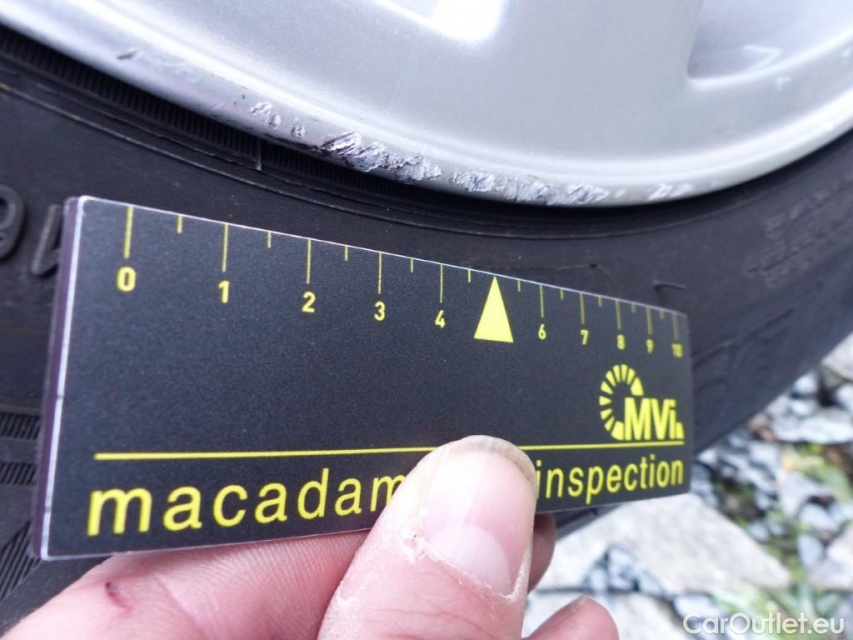 0 1 2 3 4 6 7 8 9 10
MVi
macadam inspection
CarOutlet.eu